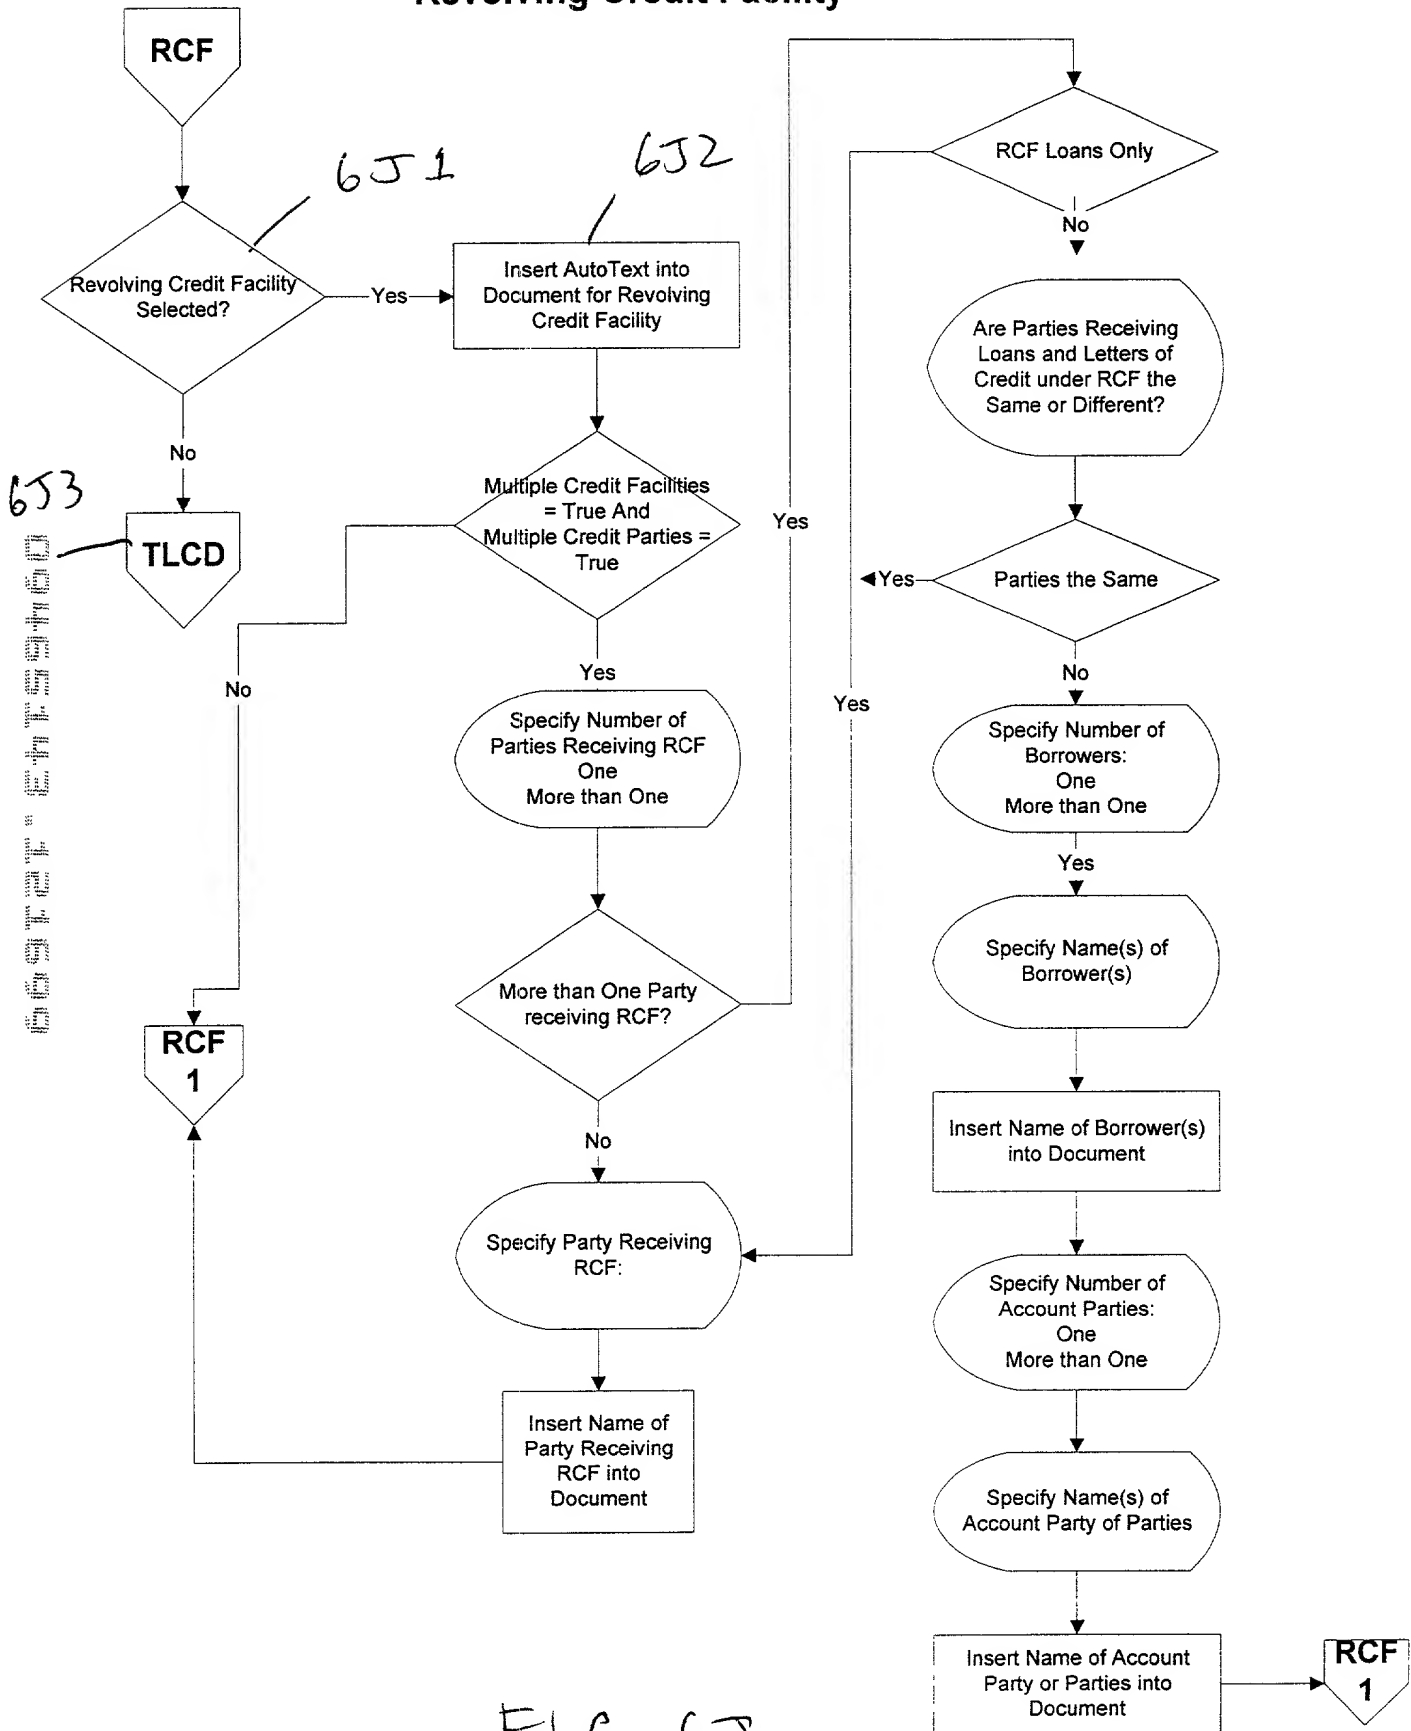 Revolving Credit Facility
RCF
6J1
6J2
Revolving Credit Facility
Selected?
Yes
Insert AutoText into
Document for Revolving
Credit Facility
No
6J3
TLCD
Multiple Credit Facilities
= True And
Multiple Credit Parties =
True
No
Yes
Specify Number of
Parties Receiving RCF
One
More than One
More than One Party
receiving RCF?
Yes
No
Specify Party Receiving
RCF:
Insert Name of
Party Receiving
RCF into
Document
RCF
1
RCF Loans Only
No
Yes
Are Parties Receiving
Loans and Letters of
Credit under RCF the
Same or Different?
Parties the Same
Yes
No
Specify Number of
Borrowers:
One
More than One
Yes
Specify Name(s) of
Borrower(s)
Insert Name of Borrower(s)
into Document
Specify Number of
Account Parties:
One
More than One
Specify Name(s) of
Account Party of Parties
Insert Name of Account
Party or Parties into
Document
RCF
1
FIG. 6J